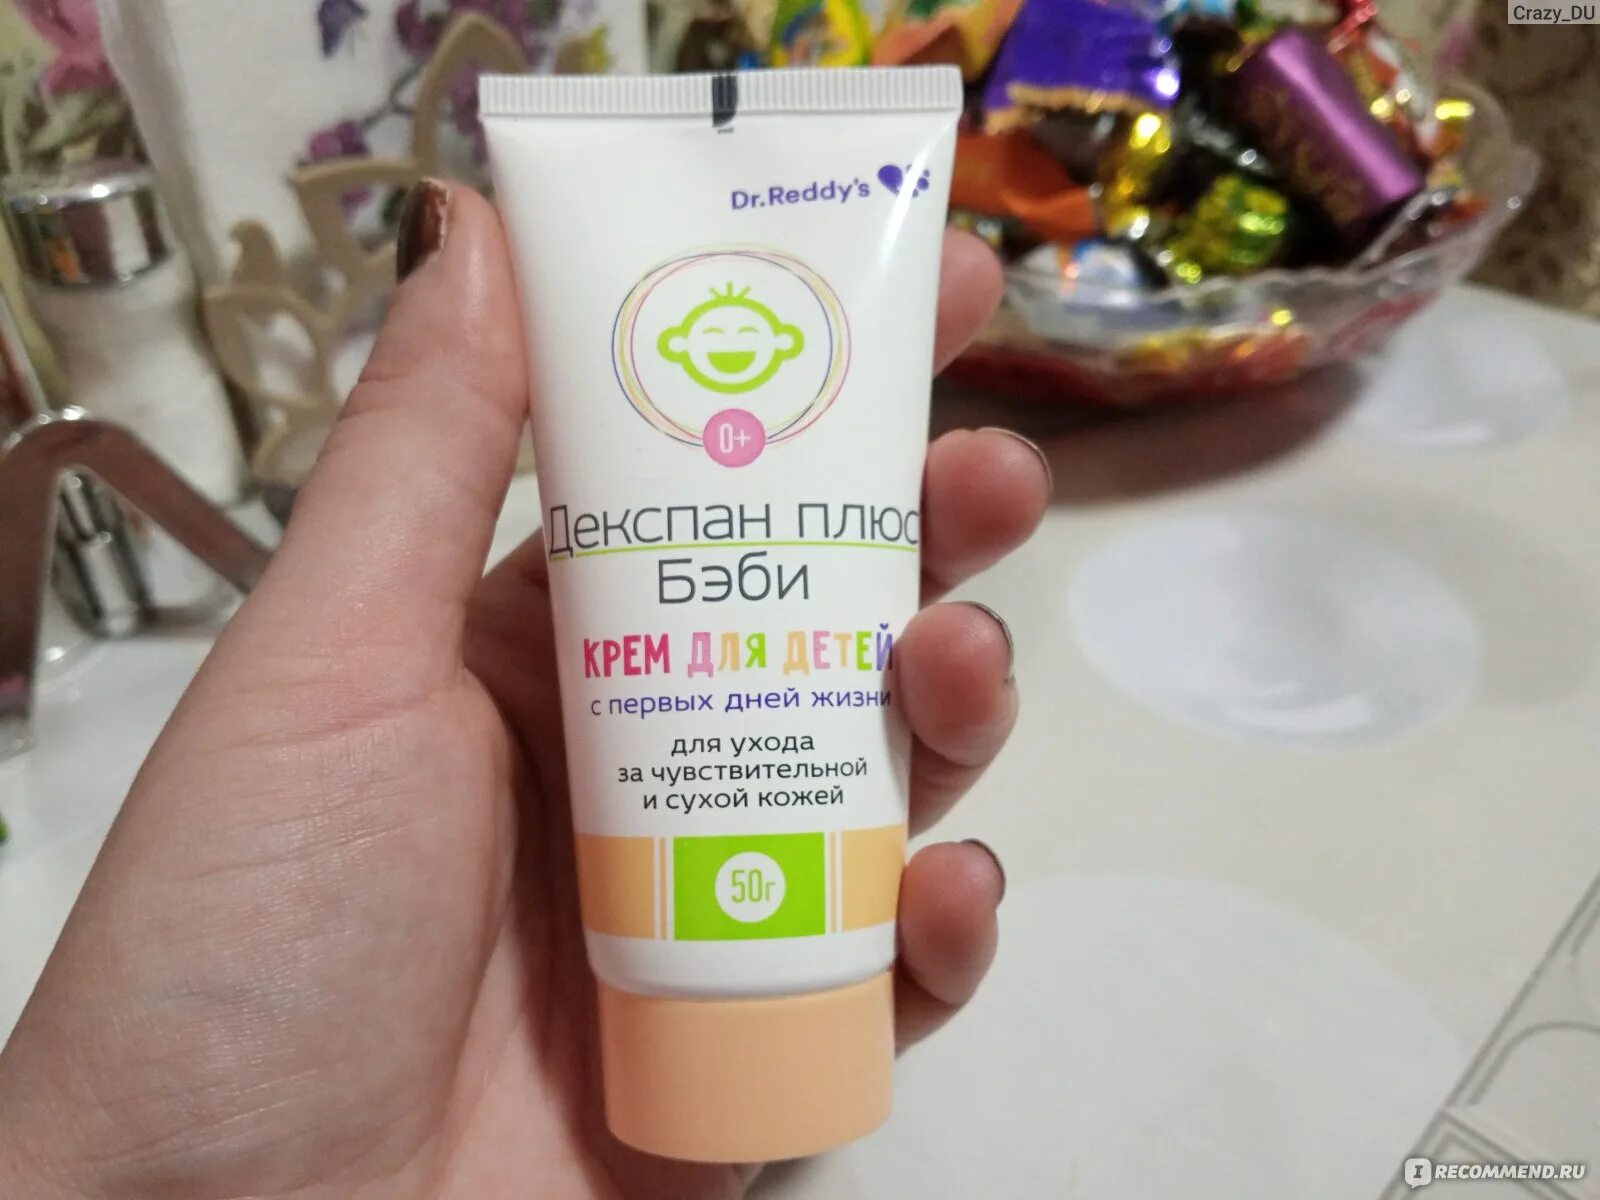 Crazy_DU
Dr.Reddy's
0+
Декспан плюс
Бэби
КРЕМ ДЛЯ ДЕТЕЙ
с первых дней жизни
для ухода
за чувствительной
и сухой кожей
50г
IRECOMMEND.RU